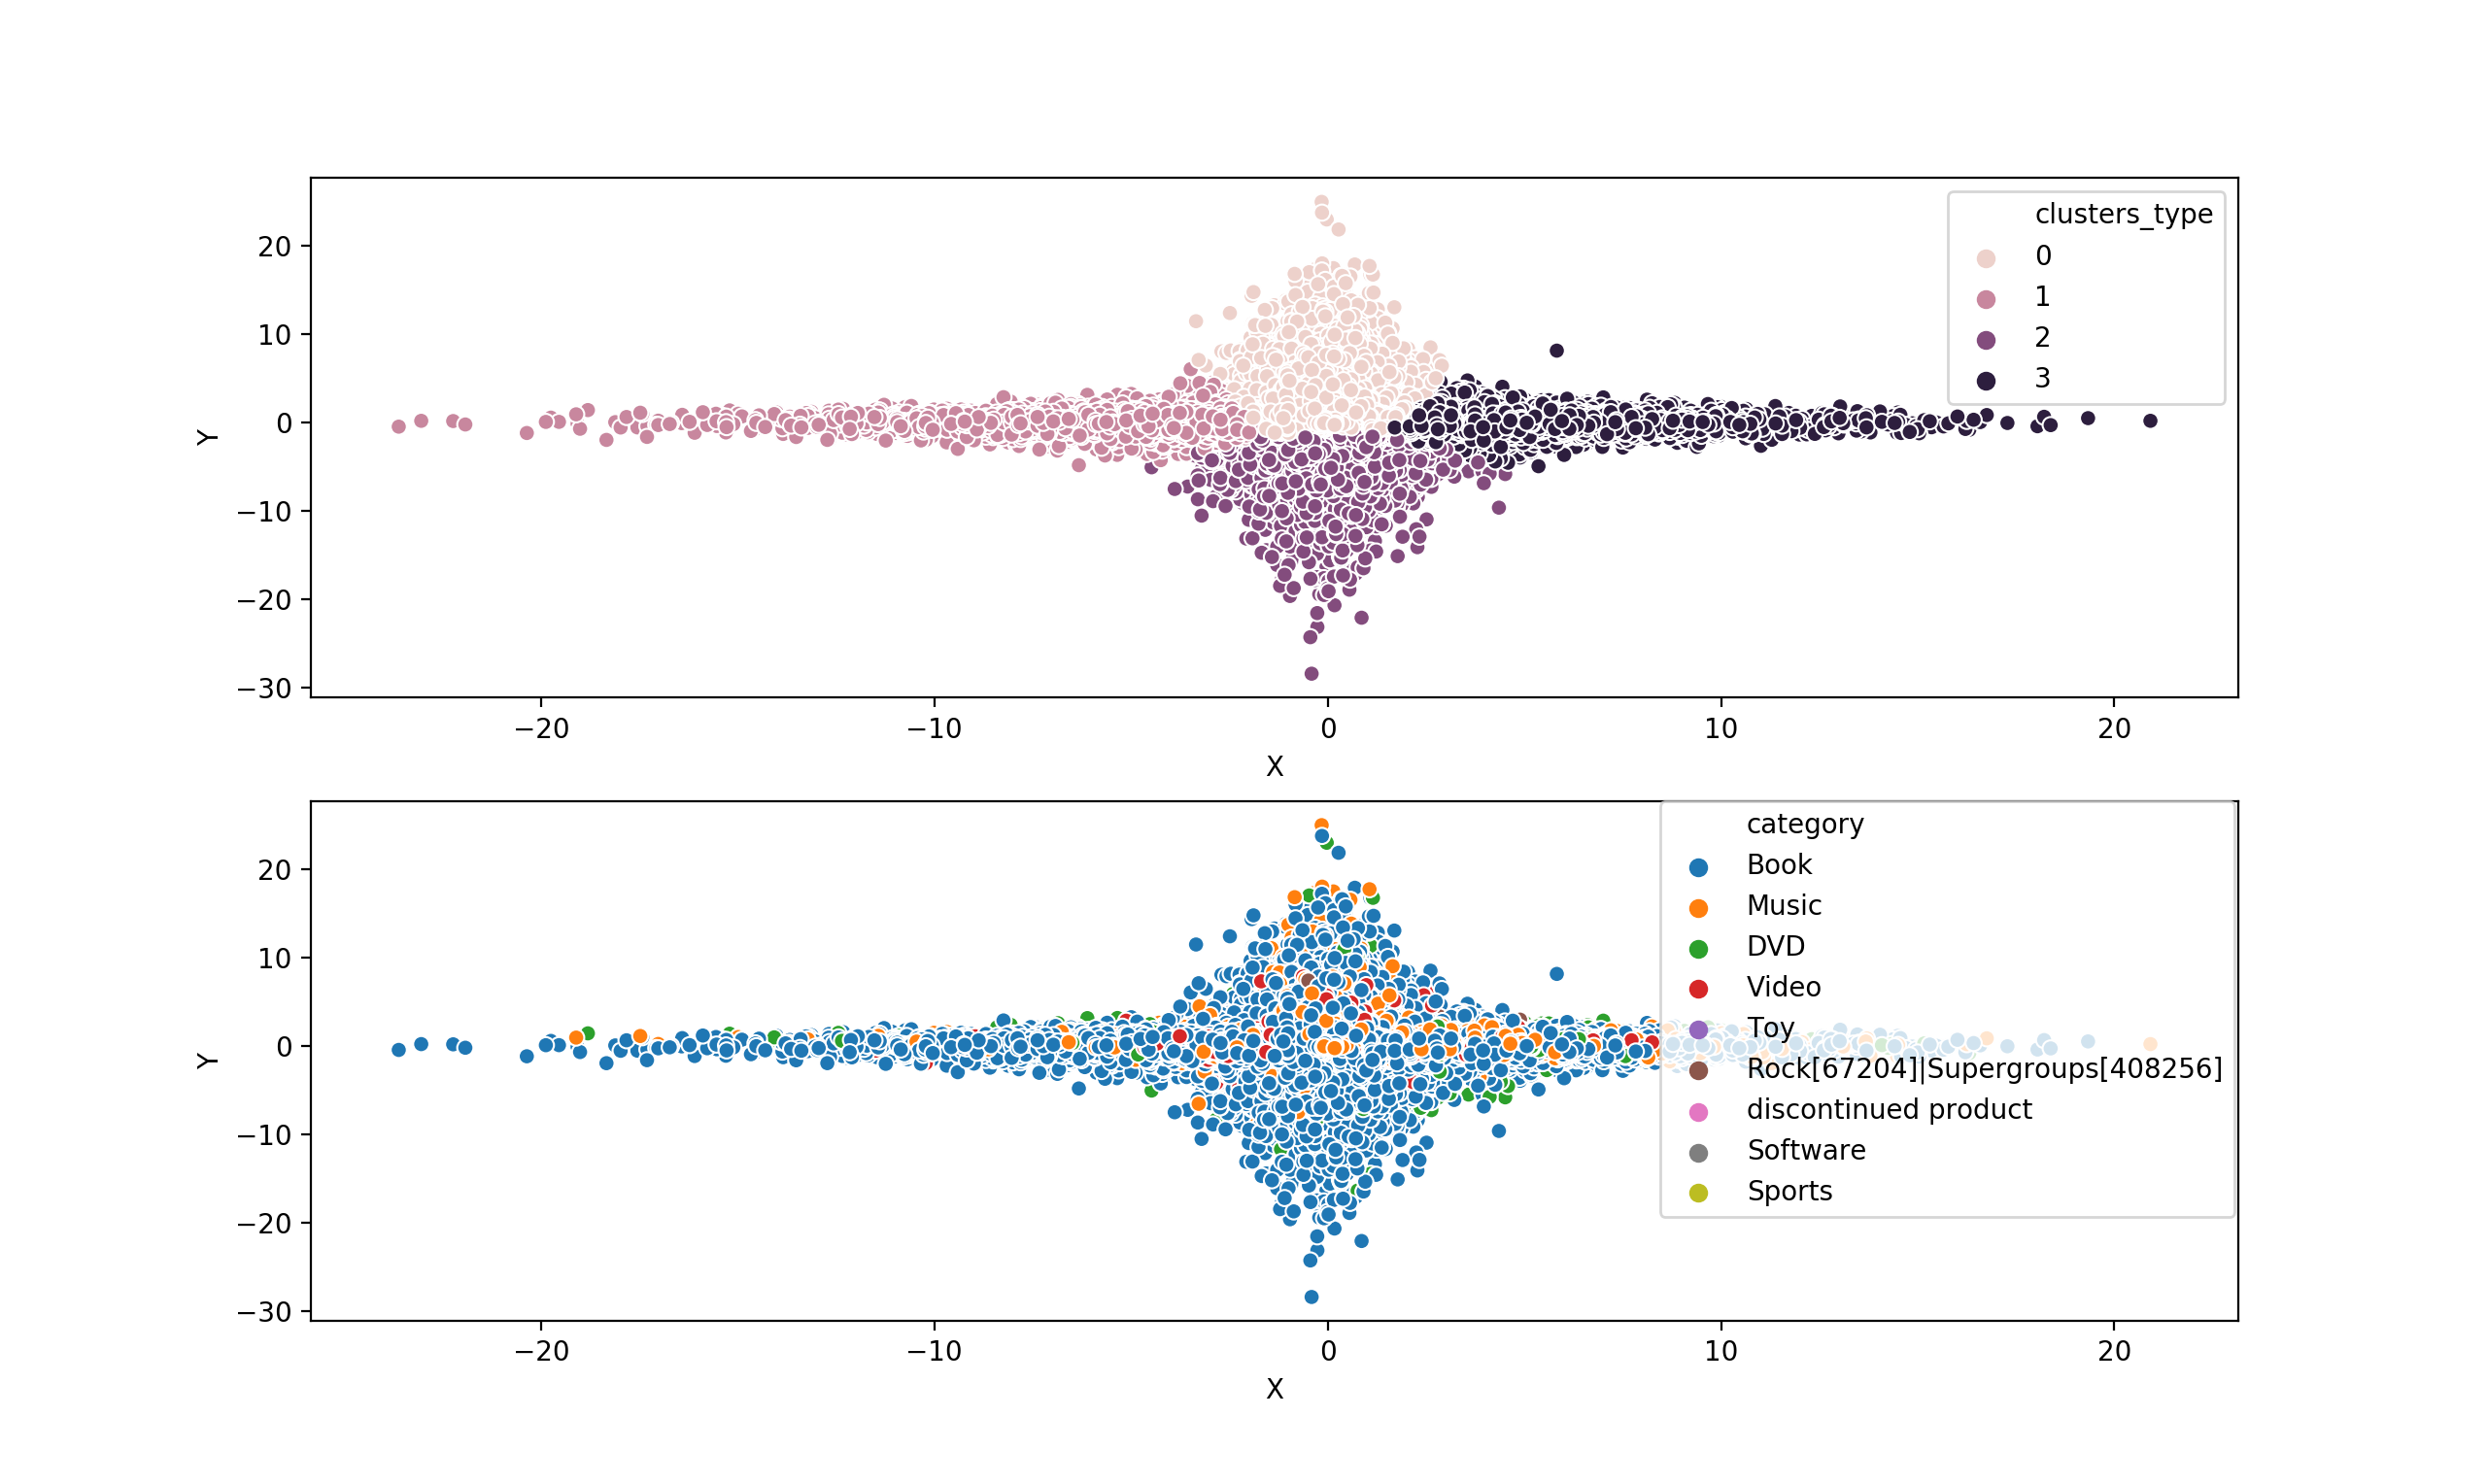 clusters_type
0
1
2
3
20
10
0
−10
−20
−30
Y
−20 −10 0 10 20
X
category
Book
Music
DVD
Video
Toy
Rock[67204]|Supergroups[408256]
discontinued product
Software
Sports
20
10
0
−10
−20
−30
Y
−20 −10 0 10 20
X